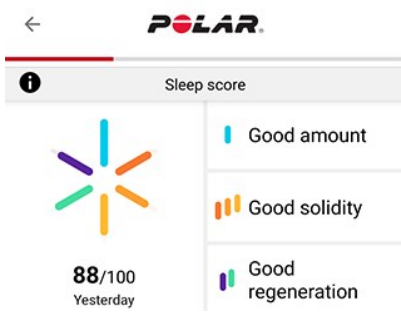 POLAR.
i
Sleep score
Good amount
Good solidity
Good
regeneration
88/100
Yesterday